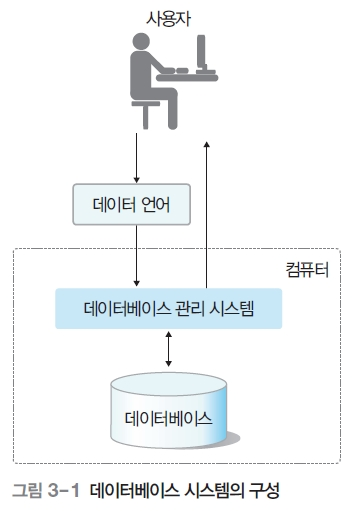 사용자
데이터 언어
컴퓨터
데이터베이스 관리 시스템
데이터베이스
그림 3-1 데이터베이스 시스템의 구성